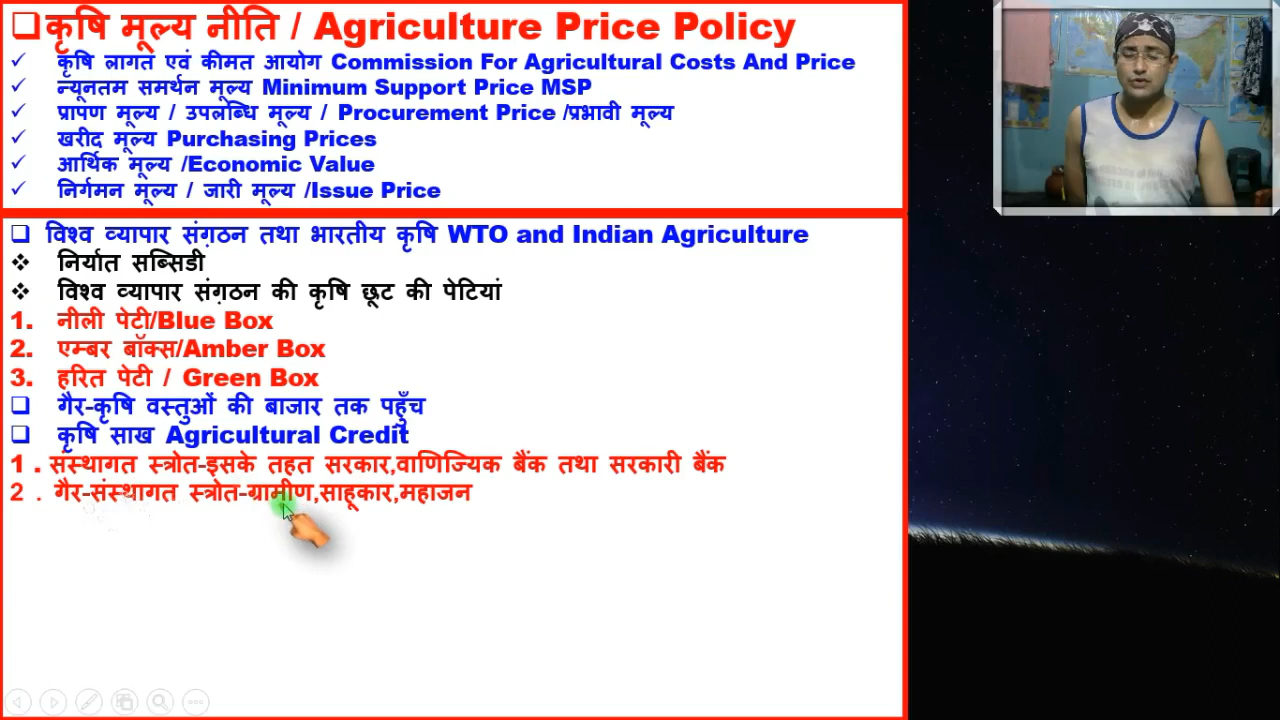 कृषि मूल्य नीति / Agriculture Price Policy
कृषि लागत एवं कीमत आयोग Commission For Agricultural Costs And Price
न्यूनतम समर्थन मूल्य Minimum Support Price MSP
प्रापण मूल्य / उपलब्धि मूल्य / Procurement Price /प्रभावी मूल्य
खरीद मूल्य Purchasing Prices
आर्थिक मूल्य /Economic Value
निर्गमन मूल्य / जारी मूल्य /Issue Price
विश्व व्यापार संग़ठन तथा भारतीय कृषि WTO and Indian Agriculture
निर्यात सब्सिडी
विश्व व्यापार संग़ठन की कृषि छूट की पेटियां
1. नीली पेटी/Blue Box
2. एम्बर बॉक्स/Amber Box
3. हरित पेटी / Green Box
गैर-कृषि वस्तुओं की बाजार तक पहुँच
कृषि साख Agricultural Credit
1 . संस्थागत स्त्रोत-इसके तहत सरकार,वाणिज्यिक बैंक तथा सरकारी बैंक
2 . गैर-संस्थागत स्त्रोत-ग्रामीण,साहूकार,महाजन